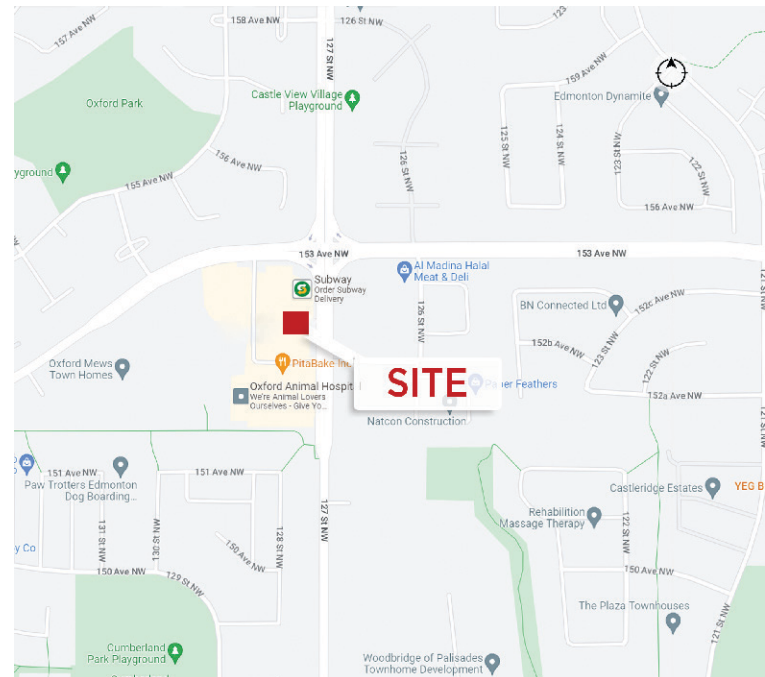 158 Ave NW
126 St NW
157 Ave NW
127 St NW
123
159 Ave NW
Castle View Village
Playground
Edmonton Dynamite
Oxford Park
125 St NW
124 St NW
123 St NW
122 St NW
156 Ave NW
126 St NW
yground
155 Ave NW
156 Ave NW
153 Ave NW
153 Ave NW
Al Madina Halal
Meat & Deli
Subway
Order Subway
Delivery
126 St NW
BN Connected Ltd
152c Ave NW
152b Ave NW
123 St NW
122 St NW
Oxford Mews
Town Homes
PitaBake Inc
SITE
Oxford Animal Hospit
We're Animal Lovers
Ourselves - Give Yo...
Feathers
152a Ave NW
Natcon Construction
151 Ave NW
151 Ave NW
Paw Trotters Edmonton
Dog Boarding...
Castleridge Estates
YEG B
131 St NW
130 St NW
128 St NW
127 St NW
Rehabilition
Massage Therapy
122 St NW
y Co
150 Ave NW
150 Ave NW
129 St NW
150 Ave NW
The Plaza Townhouses
121 St NW
Cumberland
Park Playground
Woodbridge of Palisades
Townhome Development